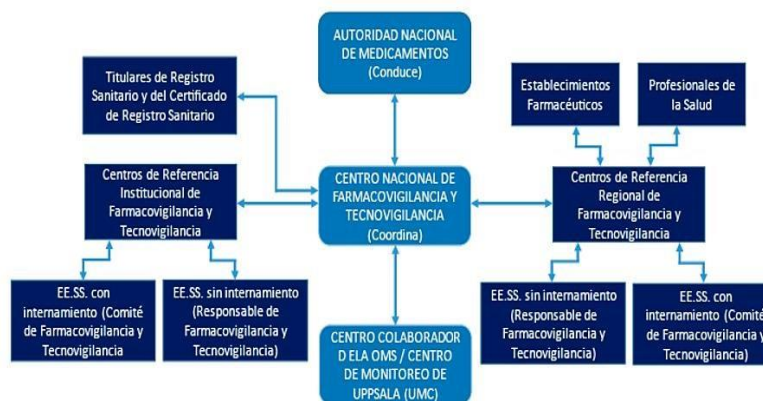 AUTORIDAD NACIONAL
DE MEDICAMENTOS
(Conduce)
Titulares de Registro
Sanitario y del Certificado
de Registro Sanitario
Establecimientos
Farmacéuticos
Profesionales de
la Salud
Centros de Referencia
Institucional de
Farmacovigilancia y
Tecnovigilancia
CENTRO NACIONAL DE
FARMACOVIGILANCIA Y
TECNOVIGILANCIA
(Coordina)
Centros de Referencia
Regional de
Farmacovigilancia y
Tecnovigilancia
EE.SS. con
internamiento (Comité
de Farmacovigilancia y
Tecnovigilancia
EE.SS. sin internamiento
(Responsable de
Farmacovigilancia y
Tecnovigilancia)
CENTRO COLABORADOR
D ELA OMS / CENTRO
DE MONITOREO DE
UPPSALA (UMC)
EE.SS. sin internamiento
(Responsable de
Farmacovigilancia y
Tecnovigilancia)
EE.SS. con
internamiento (Comité
de Farmacovigilancia y
Tecnovigilancia)